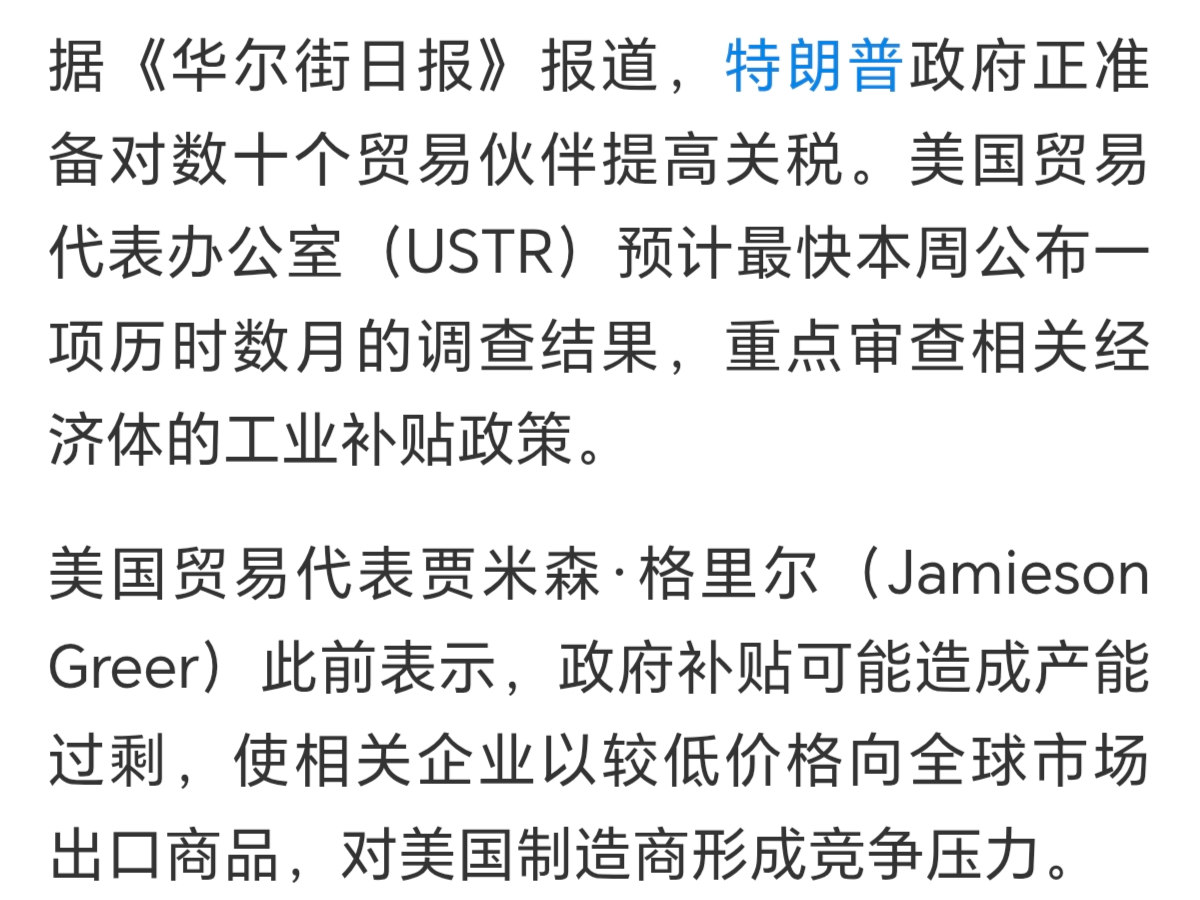 据《华尔街日报》报道，特朗普政府正准
备对数十个贸易伙伴提高关税。美国贸易
代表办公室（USTR）预计最快本周公布一
项历时数月的调查结果，重点审查相关经
济体的工业补贴政策。
美国贸易代表贾米森·格里尔（Jamieson
Greer）此前表示，政府补贴可能造成产能
过剩，使相关企业以较低价格向全球市场
出口商品，对美国制造商形成竞争压力。